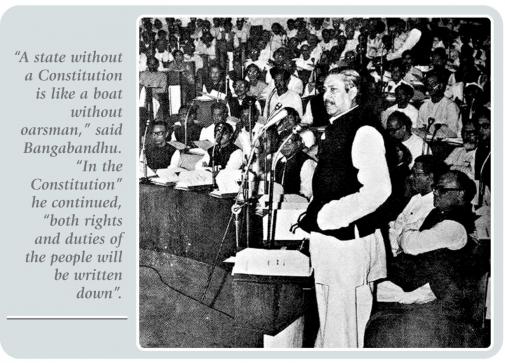 “A state without
a Constitution
is like a boat
without
oarsman,” said
Bangabandhu.
“In the
Constitution”
he continued,
“both rights
and duties of
the people will
be written
down”.